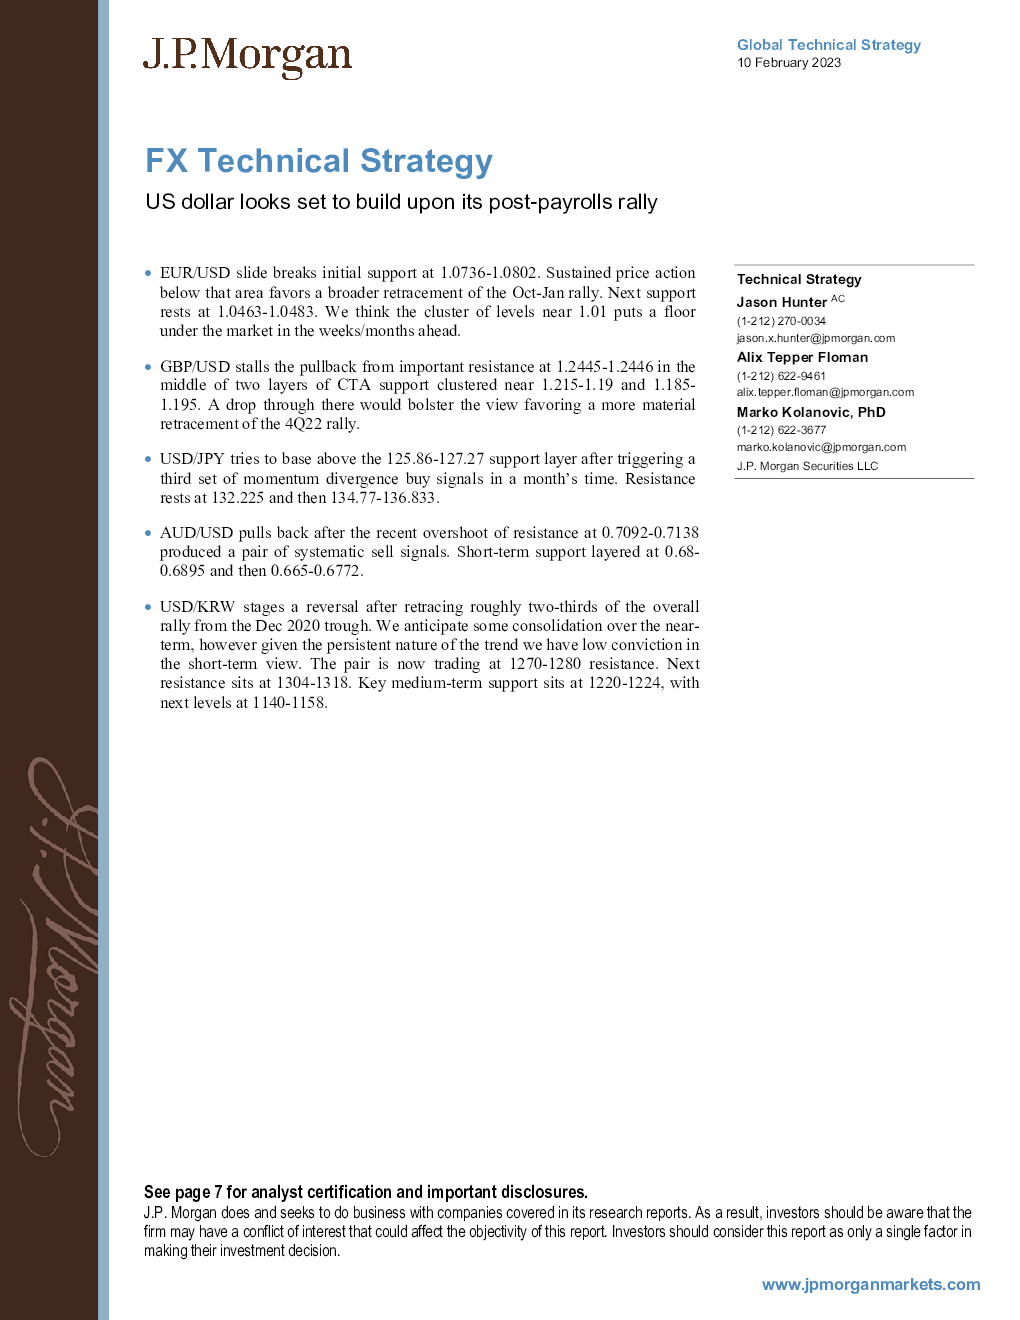 J.P.Morgan
Global Technical Strategy
10 February 2023
FX Technical Strategy
US dollar looks set to build upon its post-payrolls rally
• EUR/USD slide breaks initial support at 1.0736-1.0802. Sustained price action
below that area favors a broader retracement of the Oct-Jan rally. Next support
rests at 1.0463-1.0483. We think the cluster of levels near 1.01 puts a floor
under the market in the weeks/months ahead.
• GBP/USD stalls the pullback from important resistance at 1.2445-1.2446 in the
middle of two layers of CTA support clustered near 1.215-1.19 and 1.185-
1.195. A drop through there would bolster the view favoring a more material
retracement of the 4Q22 rally.
• USD/JPY tries to base above the 125.86-127.27 support layer after triggering a
third set of momentum divergence buy signals in a month's time. Resistance
rests at 132.225 and then 134.77-136.833.
• AUD/USD pulls back after the recent overshoot of resistance at 0.7092-0.7138
produced a pair of systematic sell signals. Short-term support layered at 0.68-
0.6895 and then 0.665-0.6772.
• USD/KRW stages a reversal after retracing roughly two-thirds of the overall
rally from the Dec 2020 trough. We anticipate some consolidation over the near-
term, however given the persistent nature of the trend we have low conviction in
the short-term view. The pair is now trading at 1270-1280 resistance. Next
resistance sits at 1304-1318. Key medium-term support sits at 1220-1224, with
next levels at 1140-1158.
Technical Strategy
Jason Hunter AC
(1-212) 270-0034
jason.x.hunter@jpmorgan.com
Alix Tepper Floman
(1-212) 622-9461
alix.tepper.floman@jpmorgan.com
Marko Kolanovic, PhD
(1-212) 622-3677
marko.kolanovic@jpmorgan.com
J.P. Morgan Securities LLC
J.P. Morgan
See page 7 for analyst certification and important disclosures.
J.P. Morgan does and seeks to do business with companies covered in its research reports. As a result, investors should be aware that the
firm may have a conflict of interest that could affect the objectivity of this report. Investors should consider this report as only a single factor in
making their investment decision.
www.jpmorganmarkets.com